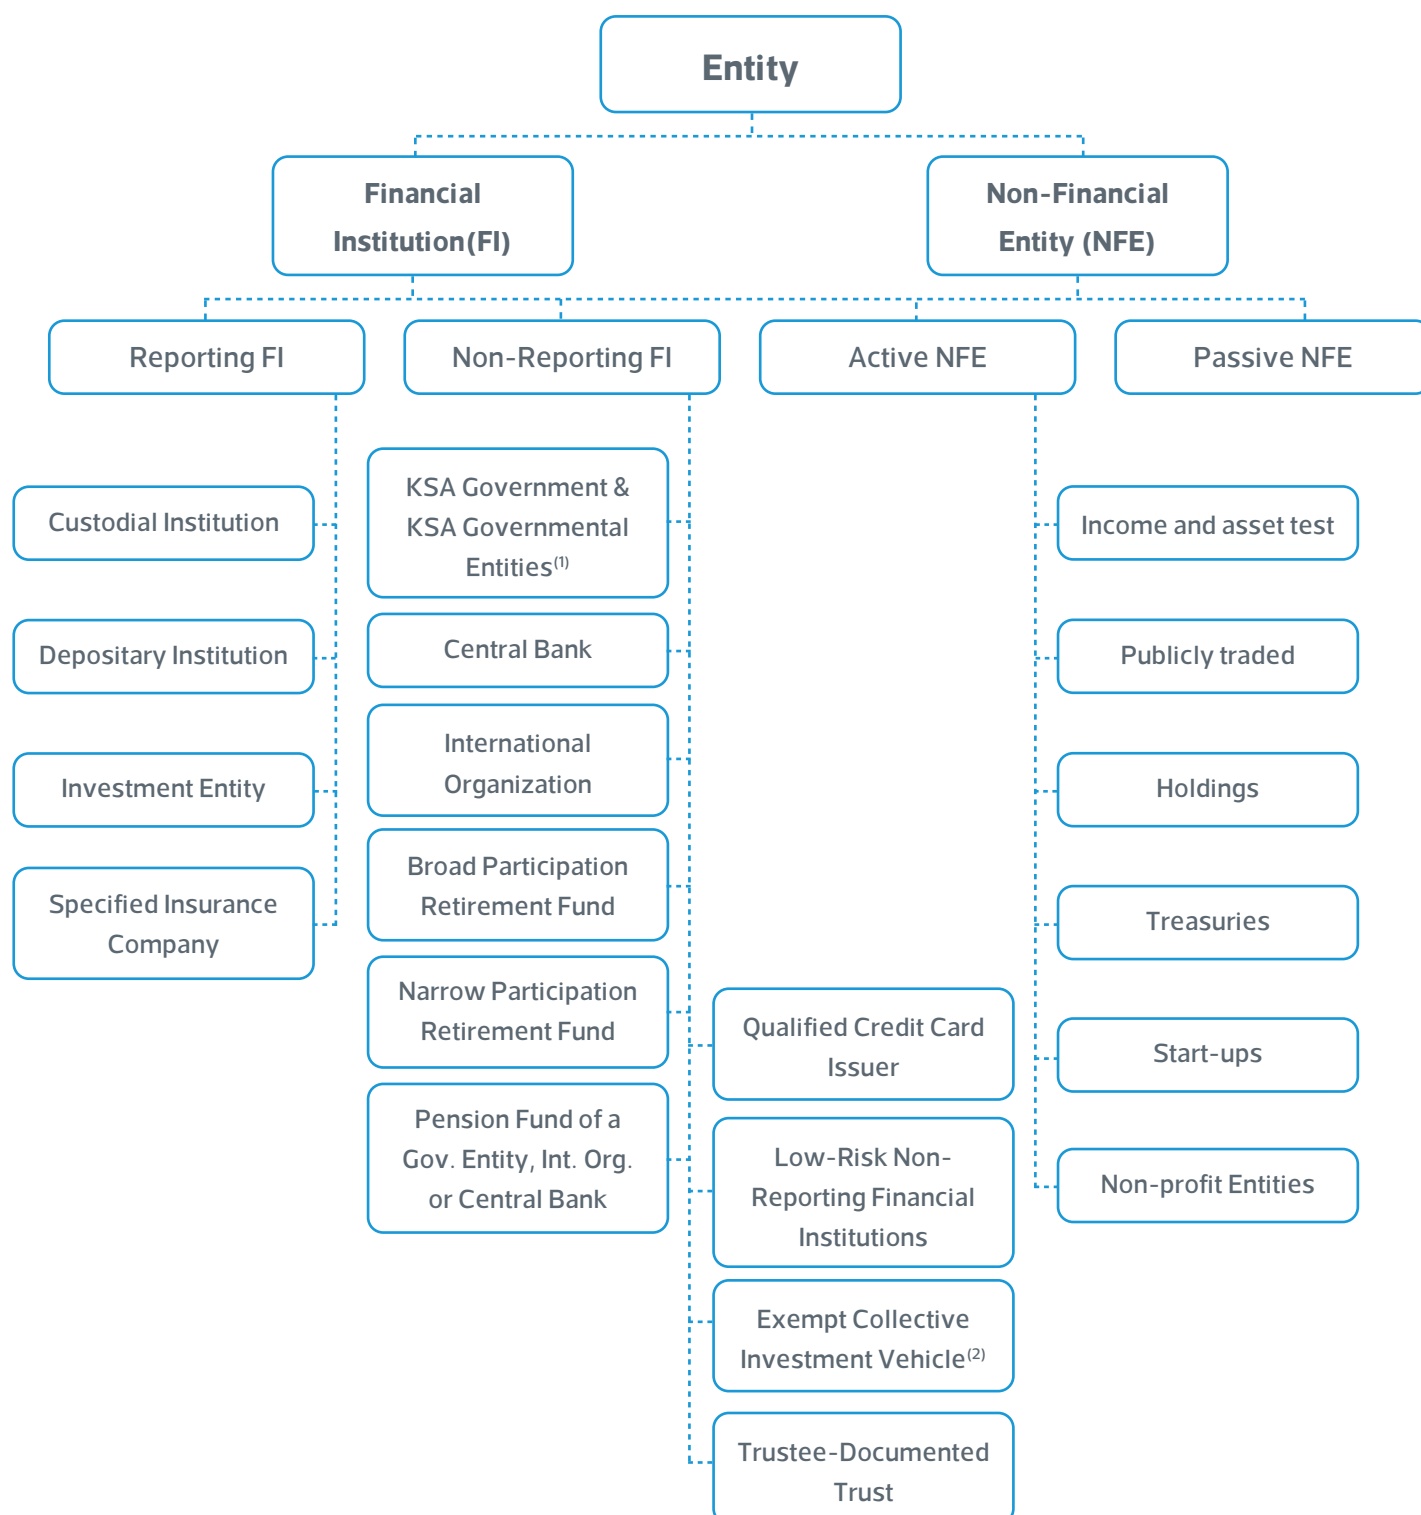 Entity
Financial
Institution(FI)
Non-Financial
Entity (NFE)
Reporting FI
Non-Reporting FI
Active NFE
Passive NFE
Custodial Institution
Depositary Institution
Investment Entity
Specified Insurance
Company
KSA Government &
KSA Governmental
Entities(1)
Central Bank
International
Organization
Broad Participation
Retirement Fund
Narrow Participation
Retirement Fund
Pension Fund of a
Gov. Entity, Int. Org.
or Central Bank
Qualified Credit Card
Issuer
Low-Risk Non-
Reporting Financial
Institutions
Exempt Collective
Investment Vehicle(2)
Trustee-Documented
Trust
Income and asset test
Publicly traded
Holdings
Treasuries
Start-ups
Non-profit Entities